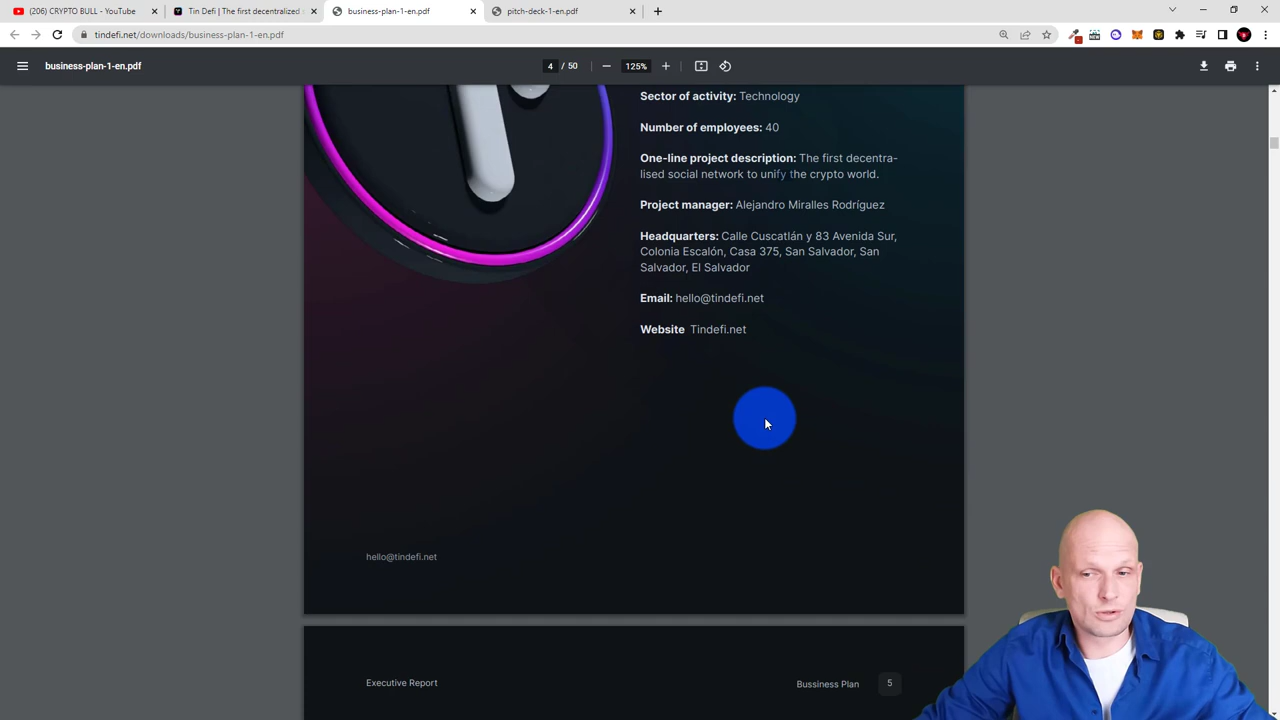 (206) CRYPTO BULL - YouTube
Tin Defi | The first decentralized
business-plan-1-en.pdf
pitch-deck-1-en.pdf
tindefi.net/downloads/business-plan-1-en.pdf
business-plan-1-en.pdf
4 / 50
125%
Sector of activity: Technology
Number of employees: 40
One-line project description: The first decentra-
lised social network to unify the crypto world.
Project manager: Alejandro Miralles Rodríguez
Headquarters: Calle Cuscatlán y 83 Avenida Sur,
Colonia Escalón, Casa 375, San Salvador, San
Salvador, El Salvador
Email: hello@tindefi.net
Website Tindefi.net
hello@tindefi.net
Executive Report
Bussiness Plan
5